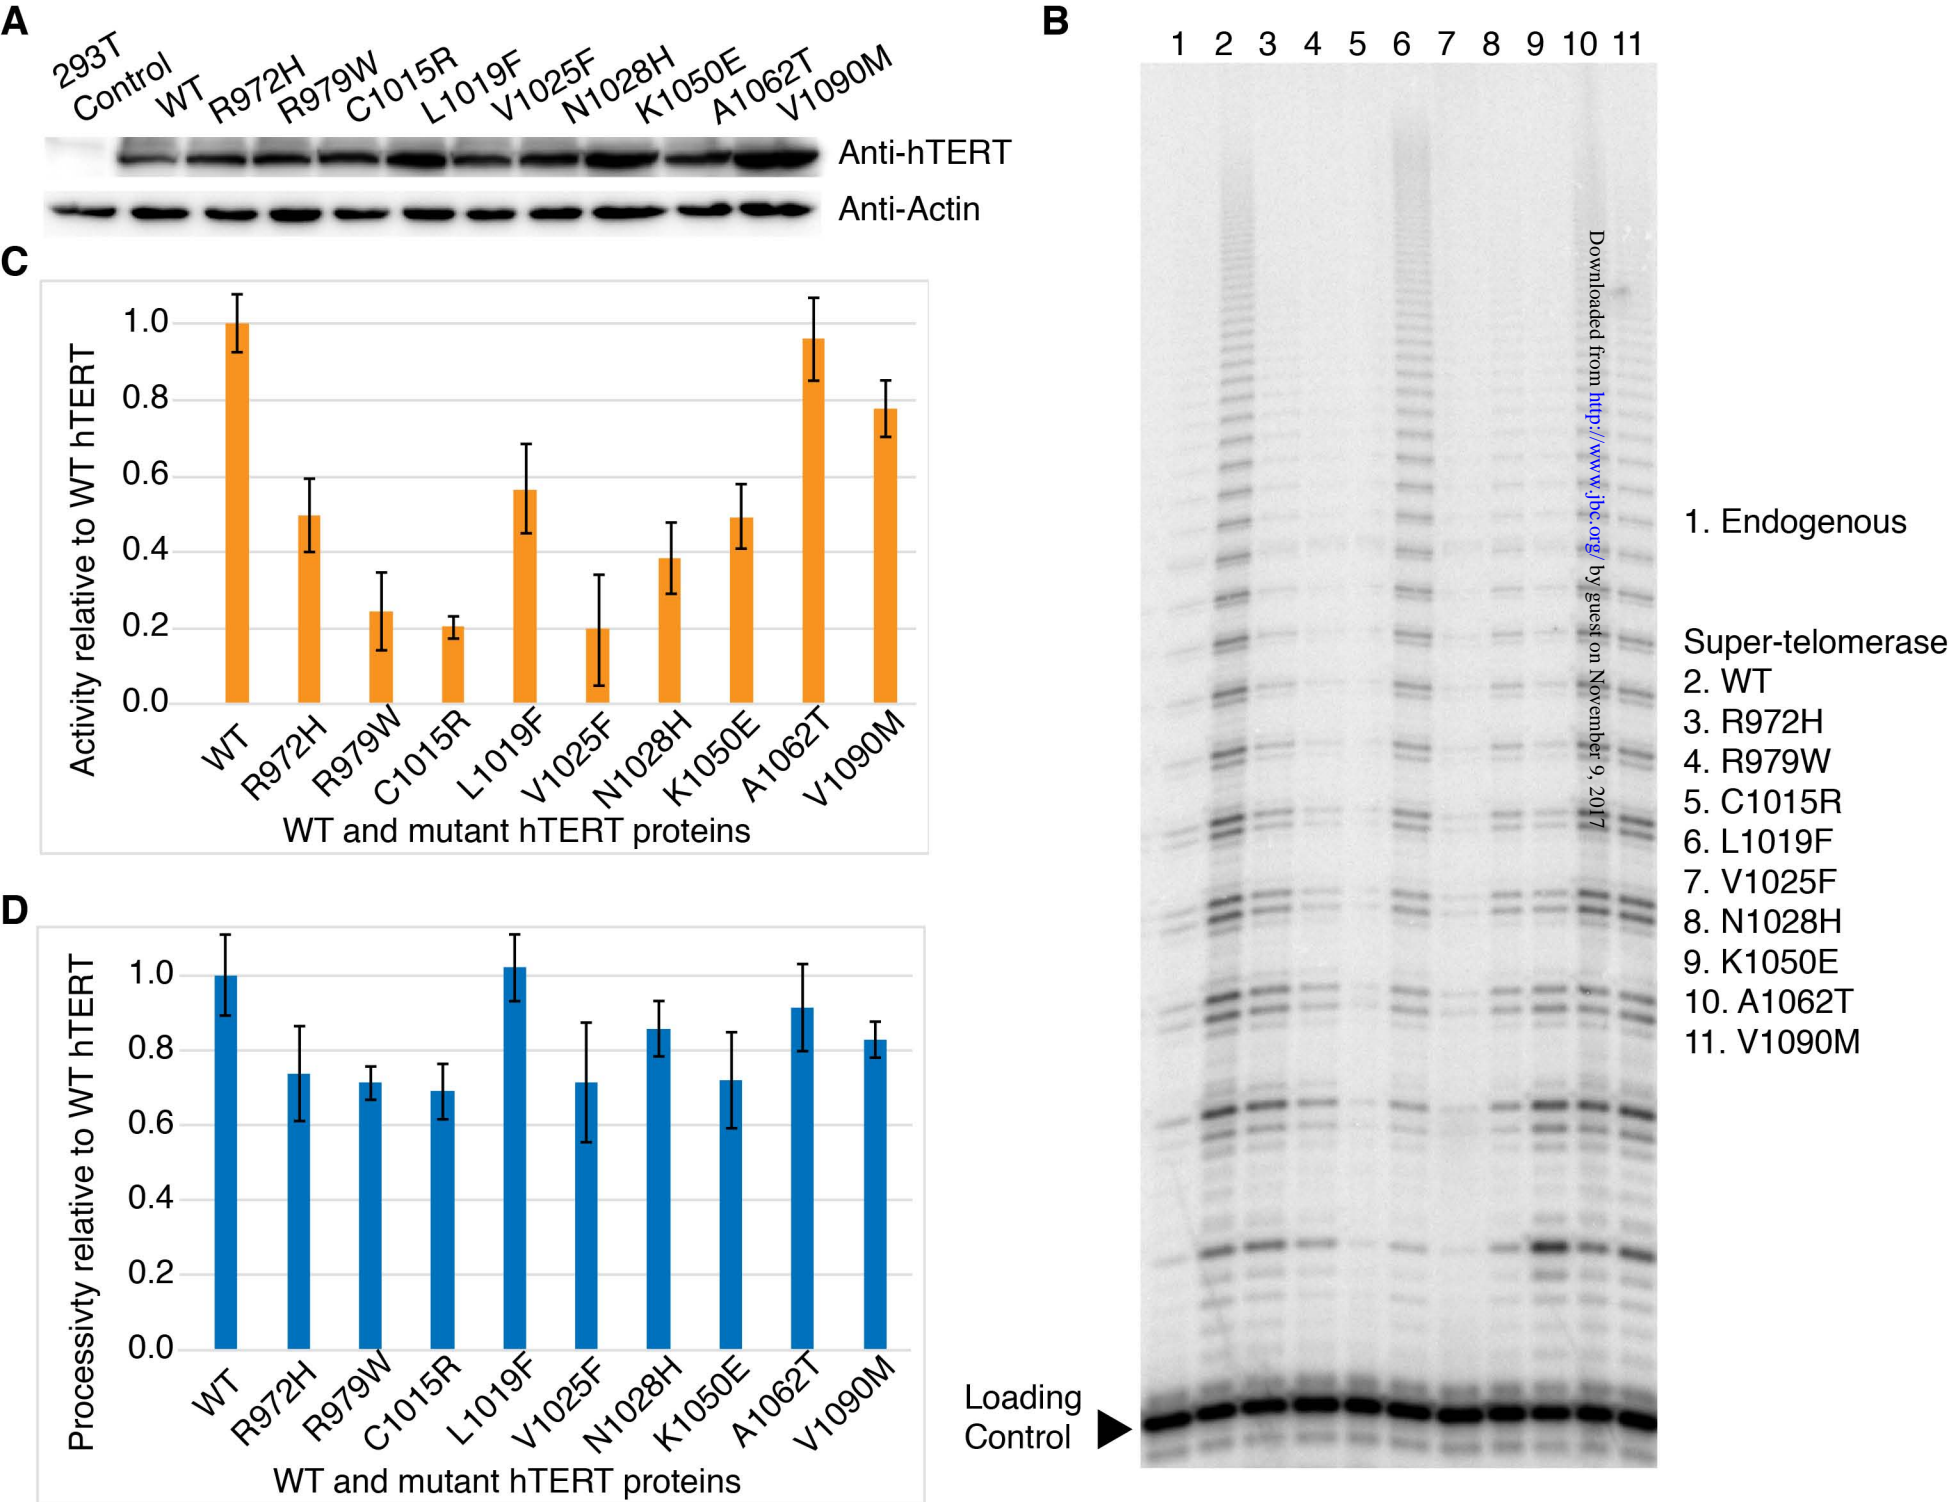 A
293T
Control
WT
R972H
R979W
C1015R
L1019F
V1025F
N1028H
K1050E
A1062T
V1090M
Anti-hTERT
Anti-Actin
B
1 2 3 4 5 6 7 8 9 10 11
Downloaded from http://www.jbc.org/ by guest on November 9, 2017
1. Endogenous
Super-telomerase
2. WT
3. R972H
4. R979W
5. C1015R
6. L1019F
7. V1025F
8. N1028H
9. K1050E
10. A1062T
11. V1090M
Loading
Control
C
Activity relative to WT hTERT
1.0
0.8
0.6
0.4
0.2
0.0
WT
R972H
R979W
C1015R
L1019F
V1025F
N1028H
K1050E
A1062T
V1090M
WT and mutant hTERT proteins
D
Processivty relative to WT hTERT
1.0
0.8
0.6
0.4
0.2
0.0
WT
R972H
R979W
C1015R
L1019F
V1025F
N1028H
K1050E
A1062T
V1090M
WT and mutant hTERT proteins